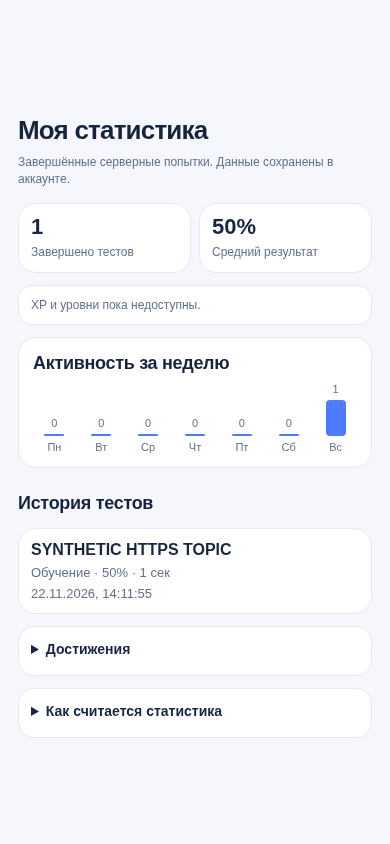 Моя статистика
Завершённые серверные попытки. Данные сохранены в
аккаунте.
1
Завершено тестов
50%
Средний результат
XP и уровни пока недоступны.
Активность за неделю
0 0 0 0 0 0 1
Пн Вт Ср Чт Пт Сб Вс
История тестов
SYNTHETIC HTTPS TOPIC
Обучение · 50% · 1 сек
22.11.2026, 14:11:55
Достижения
Как считается статистика